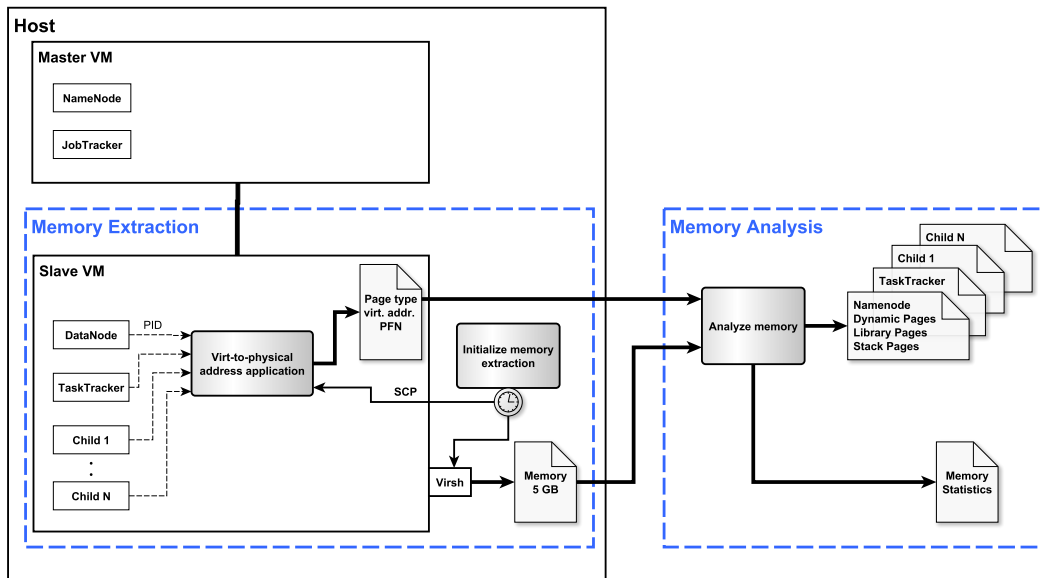 Host
Master VM
NameNode
JobTracker
Memory Extraction
Slave VM
DataNode
PID
TaskTracker
Child 1
Child N
Virt-to-physical
address application
Page type
virt. addr.
PFN
Initialize memory
extraction
SCP
Virsh
Memory
5 GB
Memory Analysis
Analyze memory
Child N
Child 1
TaskTracker
Namenode
Dynamic Pages
Library Pages
Stack Pages
Memory
Statistics